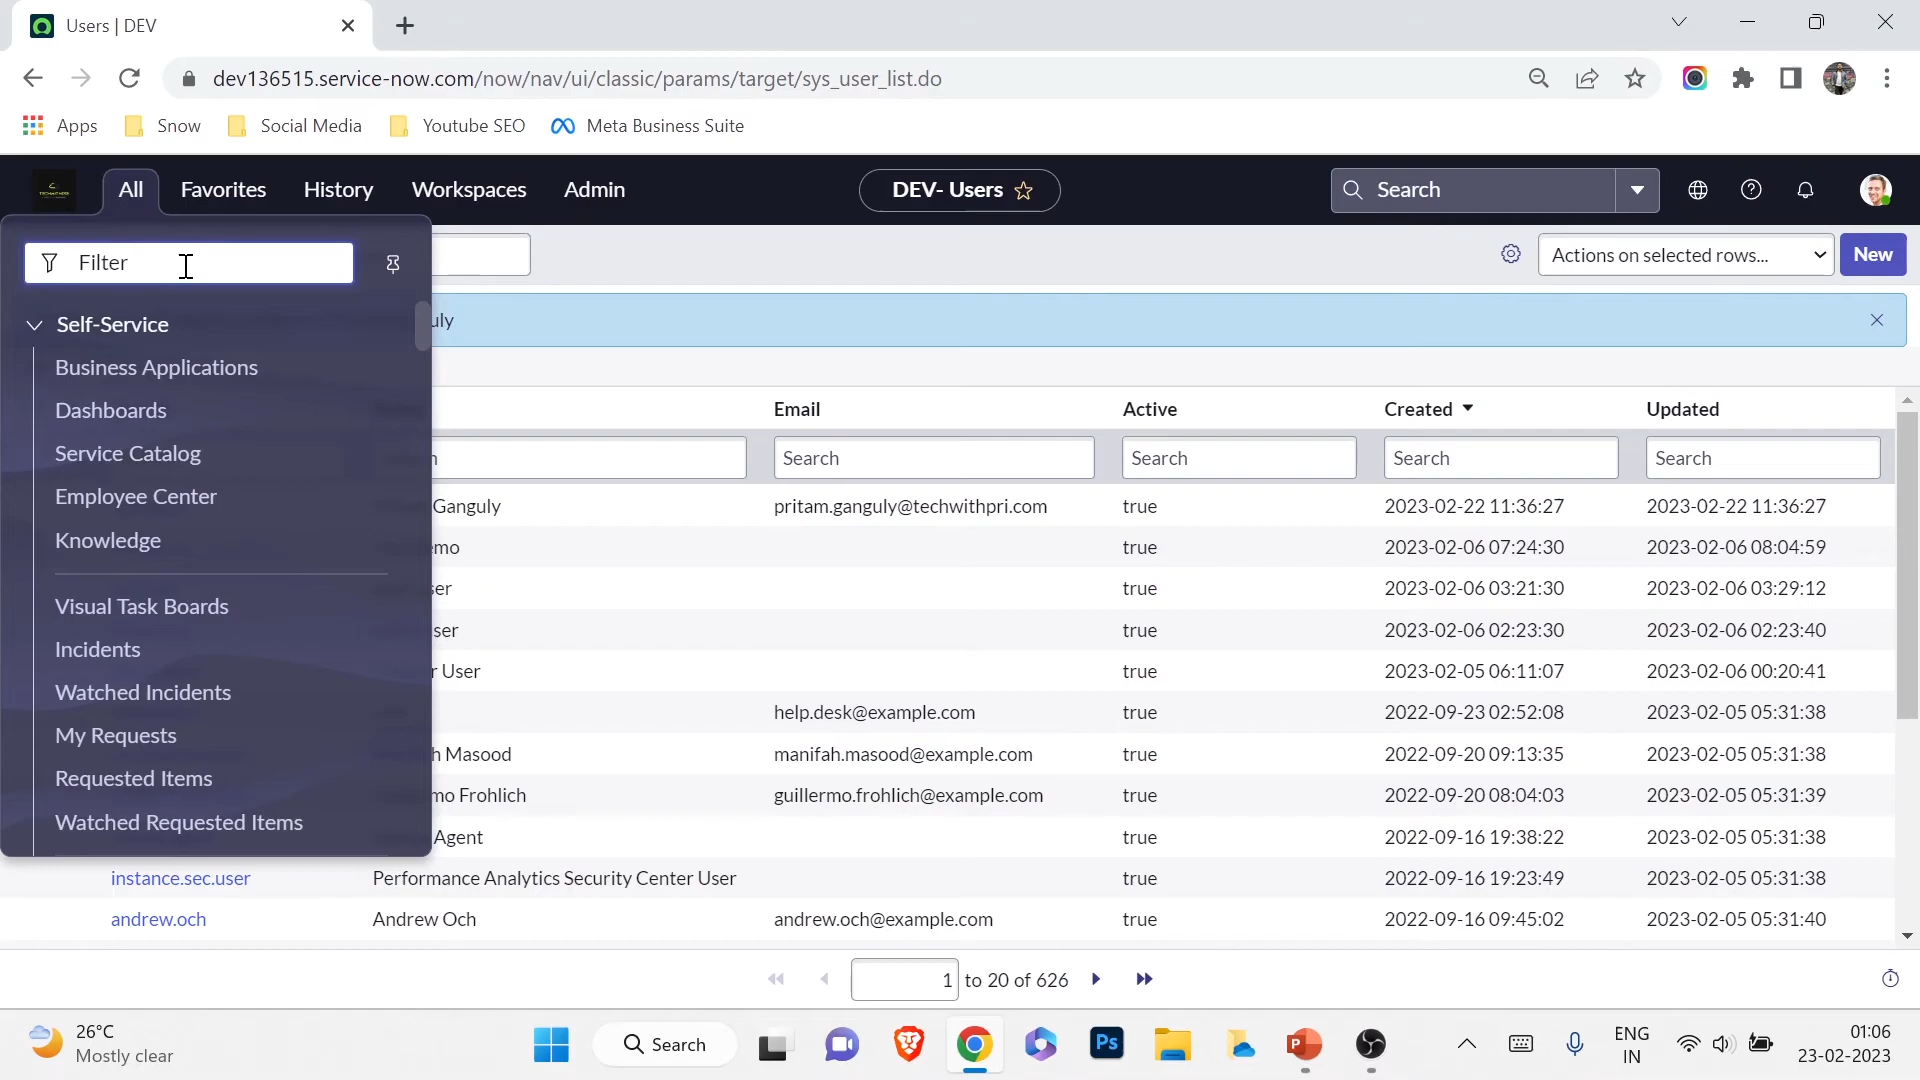 Users | DEV
dev136515.service-now.com/now/nav/ui/classic/params/target/sys_user_list.do
Apps Snow Social Media Youtube SEO Meta Business Suite
All Favorites History Workspaces Admin DEV- Users Search
Filter
Actions on selected rows... New
Self-Service
Business Applications
Dashboards
Service Catalog
Employee Center
Knowledge
Visual Task Boards
Incidents
Watched Incidents
My Requests
Requested Items
Watched Requested Items
Email Active Created Updated
Search Search Search Search
Ganguly pritam.ganguly@techwithpri.com true 2023-02-22 11:36:27 2023-02-22 11:36:27
true 2023-02-06 07:24:30 2023-02-06 08:04:59
true 2023-02-06 03:21:30 2023-02-06 03:29:12
true 2023-02-06 02:23:30 2023-02-06 02:23:40
User true 2023-02-05 06:11:07 2023-02-06 00:20:41
help.desk@example.com true 2022-09-23 02:52:08 2023-02-05 05:31:38
Masood manifah.masood@example.com true 2022-09-20 09:13:35 2023-02-05 05:31:38
Frohlich guillermo.frohlich@example.com true 2022-09-20 08:04:03 2023-02-05 05:31:39
Agent true 2022-09-16 19:38:22 2023-02-05 05:31:38
instance.sec.user Performance Analytics Security Center User true 2022-09-16 19:23:49 2023-02-05 05:31:38
andrew.och Andrew Och andrew.och@example.com true 2022-09-16 09:45:02 2023-02-05 05:31:40
1 to 20 of 626
26°C
Mostly clear
Search
ENG
IN
01:06
23-02-2023